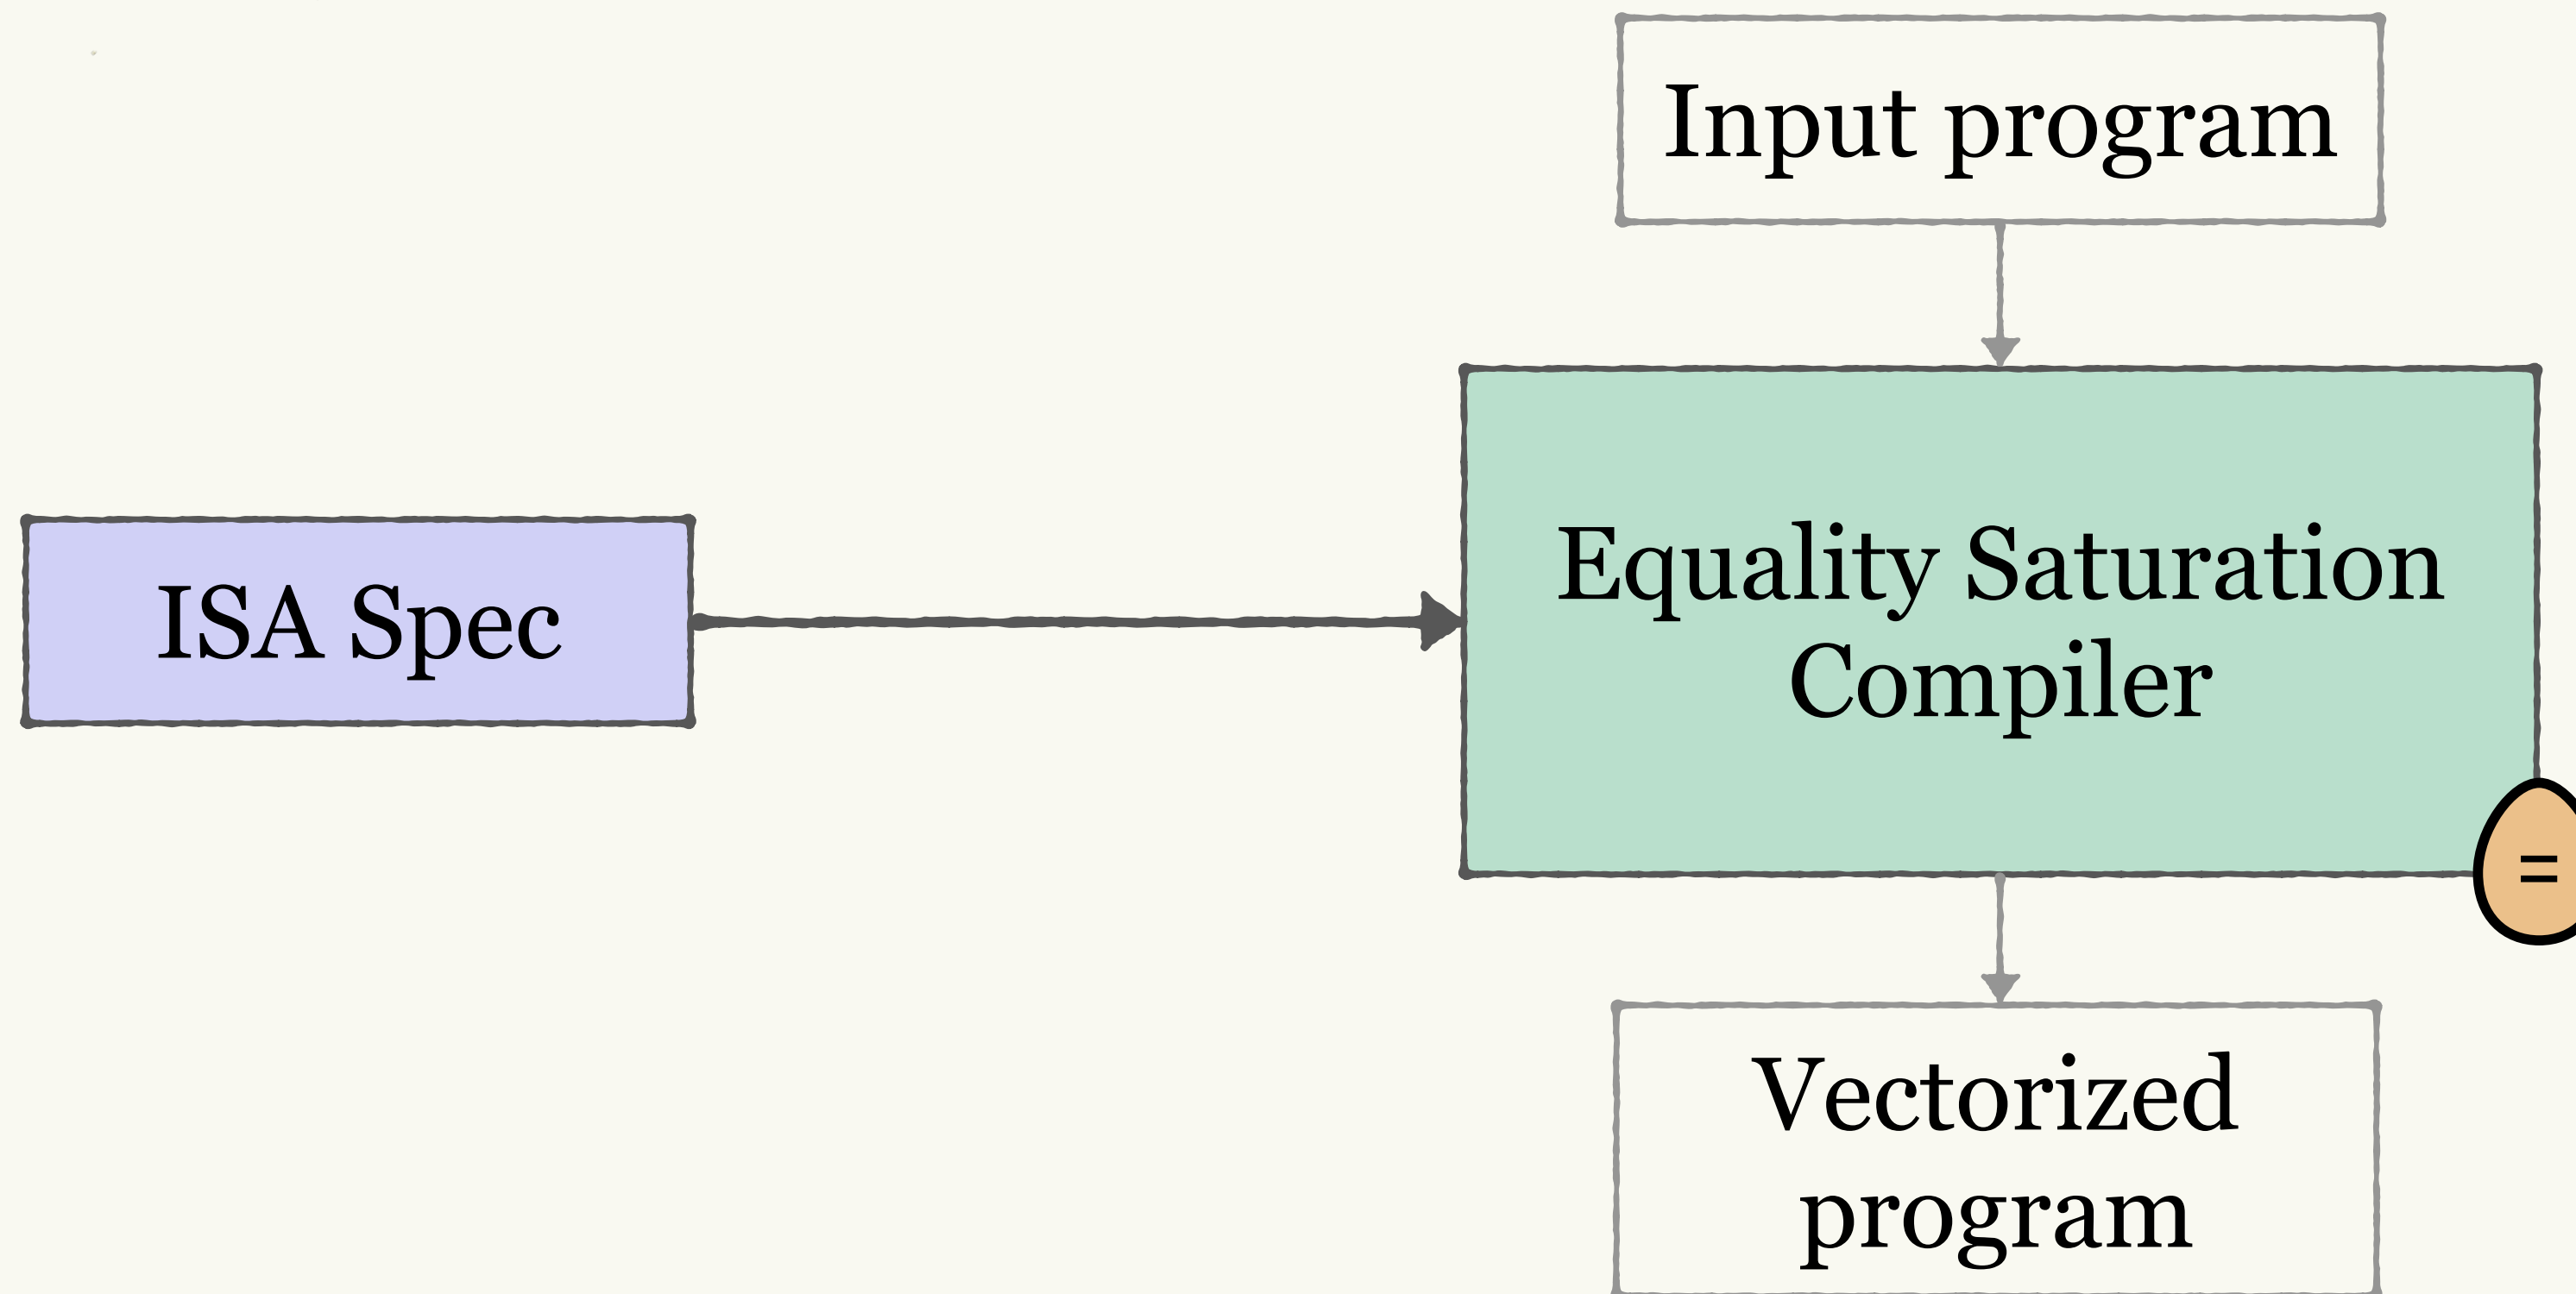 Input program
ISA Spec
Equality Saturation
Compiler
=
Vectorized
program